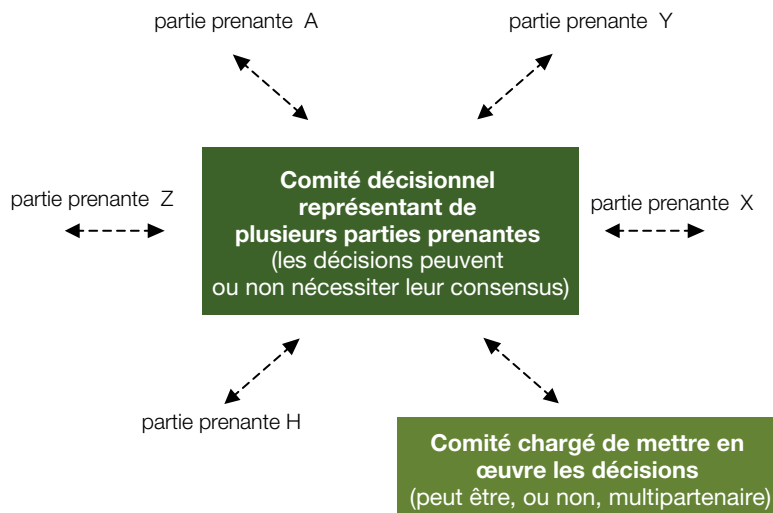 partie prenante A
partie prenante Y
Comité décisionnel
représentant de
plusieurs parties prenantes
(les décisions peuvent
ou non nécessiter leur consensus)
partie prenante Z
partie prenante X
partie prenante H
Comité chargé de mettre en
œuvre les décisions
(peut être, ou non, multipartenaire)